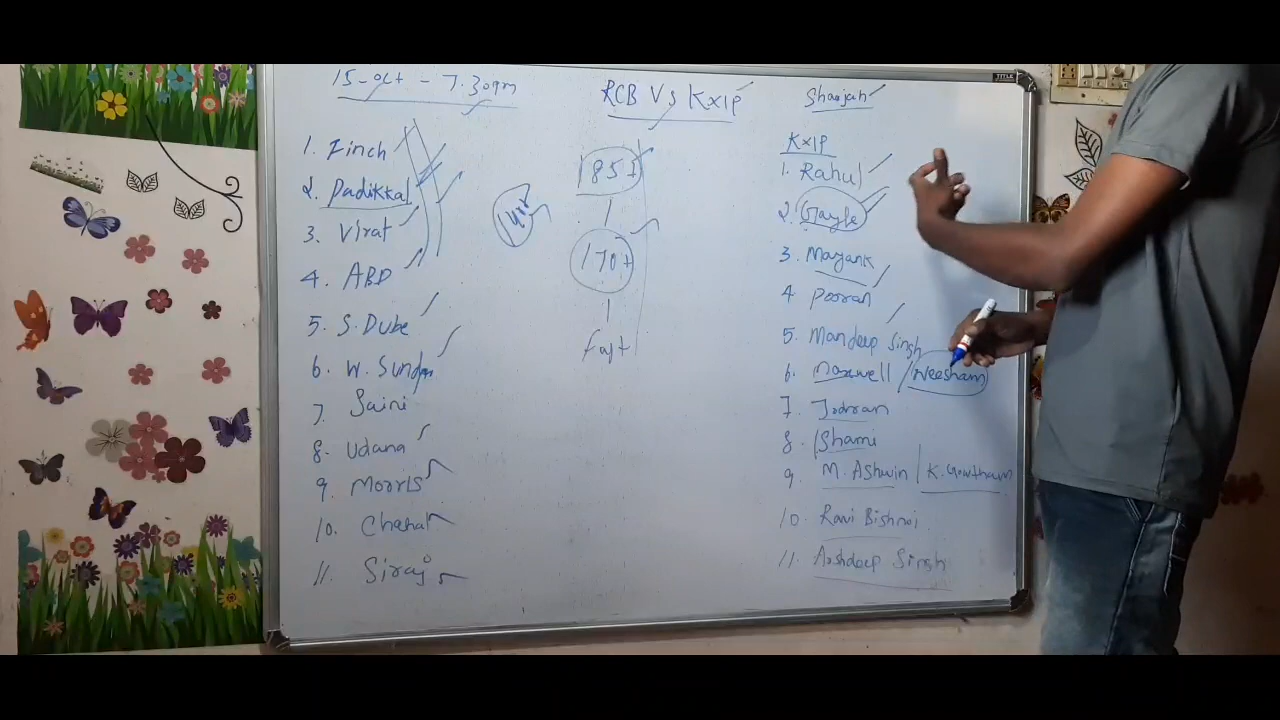 15-Oct - 7.30pm
RCB Vs KXIP
Sharjah
1. Finch
2. Padikkal
3. Virat
4. ABD
5. S. Dube
6. W. Sundar
7. Saini
8. Udana
9. Morris
10. Chahal
11. Siraj
185+
170+
KXIP
1. Rahul
2. Gayle
3. Mayank
4 Pooran
5. Mandeep Singh
6. Maxwell / Neesham
7. Jordran
8. Shami
9 M. Ashwin / K. Gowtham
10. Ravi Bishnoi
11. Arshdeep Singh
TITLE